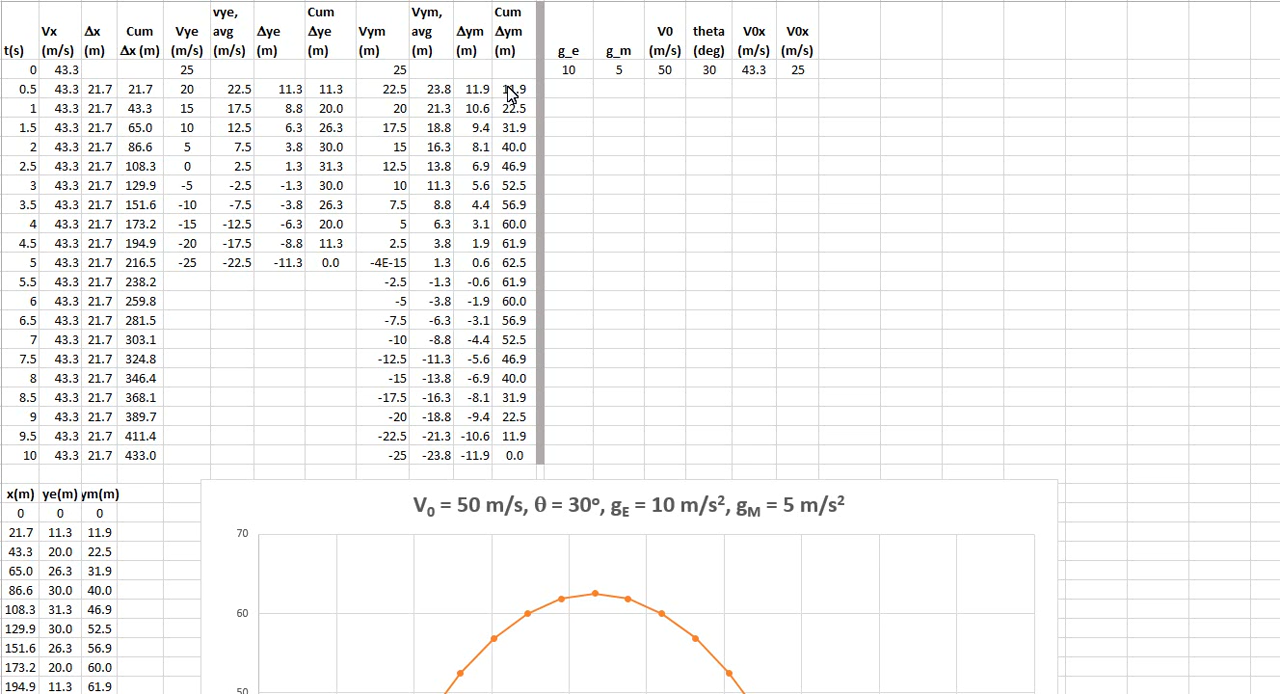 vye, Cum Vym, Cum
Vx Δx Cum Vye avg Δye Δye Vym avg Δym Δym V0 theta V0x V0x
t(s) (m/s) (m) Δx (m) (m/s) (m/s) (m) (m) (m) (m) (m) (m) g_e g_m (m/s) (deg) (m/s) (m/s)
0 43.3 25 25 10 5 50 30 43.3 25
0.5 43.3 21.7 21.7 20 22.5 11.3 11.3 22.5 23.8 11.9
1 43.3 21.7 43.3 15 17.5 8.8 20.0 20 21.3 10.6 22.5
1.5 43.3 21.7 65.0 10 12.5 6.3 26.3 17.5 18.8 9.4 31.9
2 43.3 21.7 86.6 5 7.5 3.8 30.0 15 16.3 8.1 40.0
2.5 43.3 21.7 108.3 0 2.5 1.3 31.3 12.5 13.8 6.9 46.9
3 43.3 21.7 129.9 -5 -2.5 -1.3 30.0 10 11.3 5.6 52.5
3.5 43.3 21.7 151.6 -10 -7.5 -3.8 26.3 7.5 8.8 4.4 56.9
4 43.3 21.7 173.2 -15 -12.5 -6.3 20.0 5 6.3 3.1 60.0
4.5 43.3 21.7 194.9 -20 -17.5 -8.8 11.3 2.5 3.8 1.9 61.9
5 43.3 21.7 216.5 -25 -22.5 -11.3 0.0 -4E-15 1.3 0.6 62.5
5.5 43.3 21.7 238.2 -2.5 -1.3 -0.6 61.9
6 43.3 21.7 259.8 -5 -3.8 -1.9 60.0
6.5 43.3 21.7 281.5 -7.5 -6.3 -3.1 56.9
7 43.3 21.7 303.1 -10 -8.8 -4.4 52.5
7.5 43.3 21.7 324.8 -12.5 -11.3 -5.6 46.9
8 43.3 21.7 346.4 -15 -13.8 -6.9 40.0
8.5 43.3 21.7 368.1 -17.5 -16.3 -8.1 31.9
9 43.3 21.7 389.7 -20 -18.8 -9.4 22.5
9.5 43.3 21.7 411.4 -22.5 -21.3 -10.6 11.9
10 43.3 21.7 433.0 -25 -23.8 -11.9 0.0
x(m) ye(m) ym(m)
0 0 0
21.7 11.3 11.9
43.3 20.0 22.5
65.0 26.3 31.9
86.6 30.0 40.0
108.3 31.3 46.9
129.9 30.0 52.5
151.6 26.3 56.9
173.2 20.0 60.0
194.9 11.3 61.9
V₀ = 50 m/s, θ = 30º, g_E = 10 m/s², g_M = 5 m/s²
70
60
50